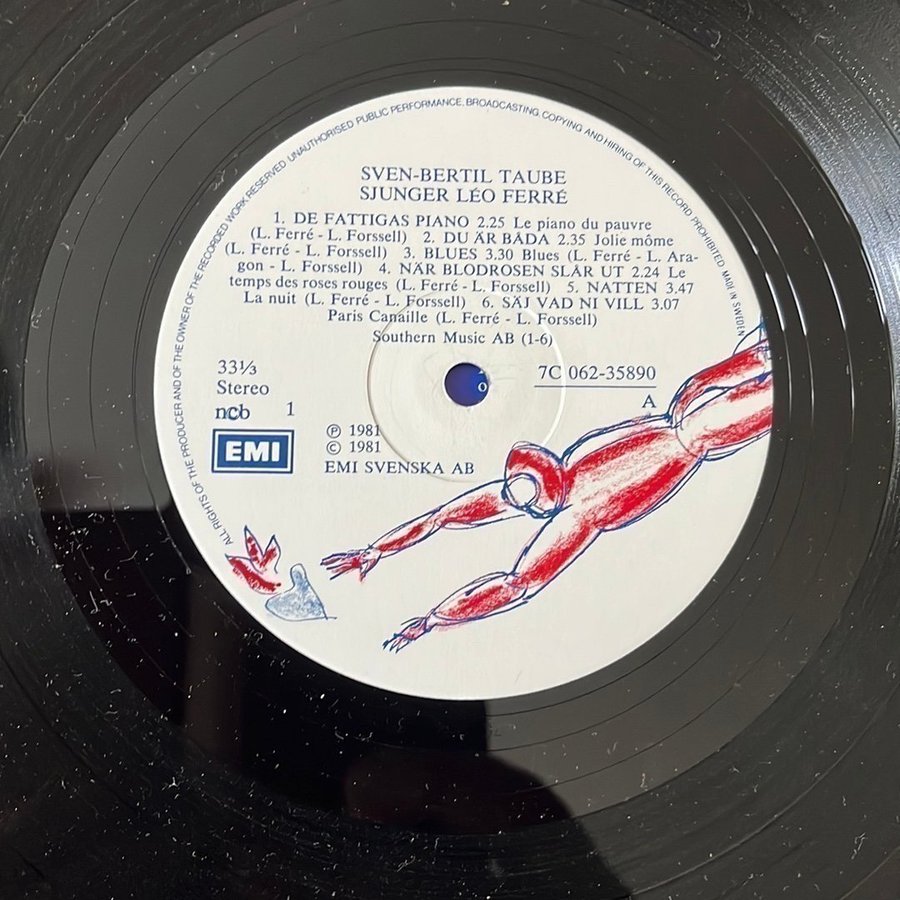 ALL RIGHTS OF THE PRODUCER AND OF THE OWNER OF THE RECORDED WORK RESERVED. UNAUTHORISED PUBLIC PERFORMANCE, BROADCASTING, COPYING AND HIRING OF THIS RECORD PROHIBITED. MADE IN SWEDEN
SVEN-BERTIL TAUBE
SJUNGER LÉO FERRÉ
1. DE FATTIGAS PIANO 2.25 Le piano du pauvre
(L. Ferré - L. Forssell) 2. DU ÄR BÅDA 2.35 Jolie môme
(L. Ferré - L. Forssell) 3. BLUES 3.30 Blues (L. Ferré - L. Ara-
gon - L. Forssell) 4. NÄR BLODROSEN SLÅR UT 2.24 Le
temps des roses rouges (L. Ferré - L. Forssell) 5. NATTEN 3.47
La nuit (L. Ferré - L. Forssell) 6. SÄJ VAD NI VILL 3.07
Paris Canaille (L. Ferré - L. Forssell)
Southern Music AB (1-6)
33⅓
Stereo
ncb 1
EMI
7C 062-35890
A
Ⓟ 1981
© 1981
EMI SVENSKA AB